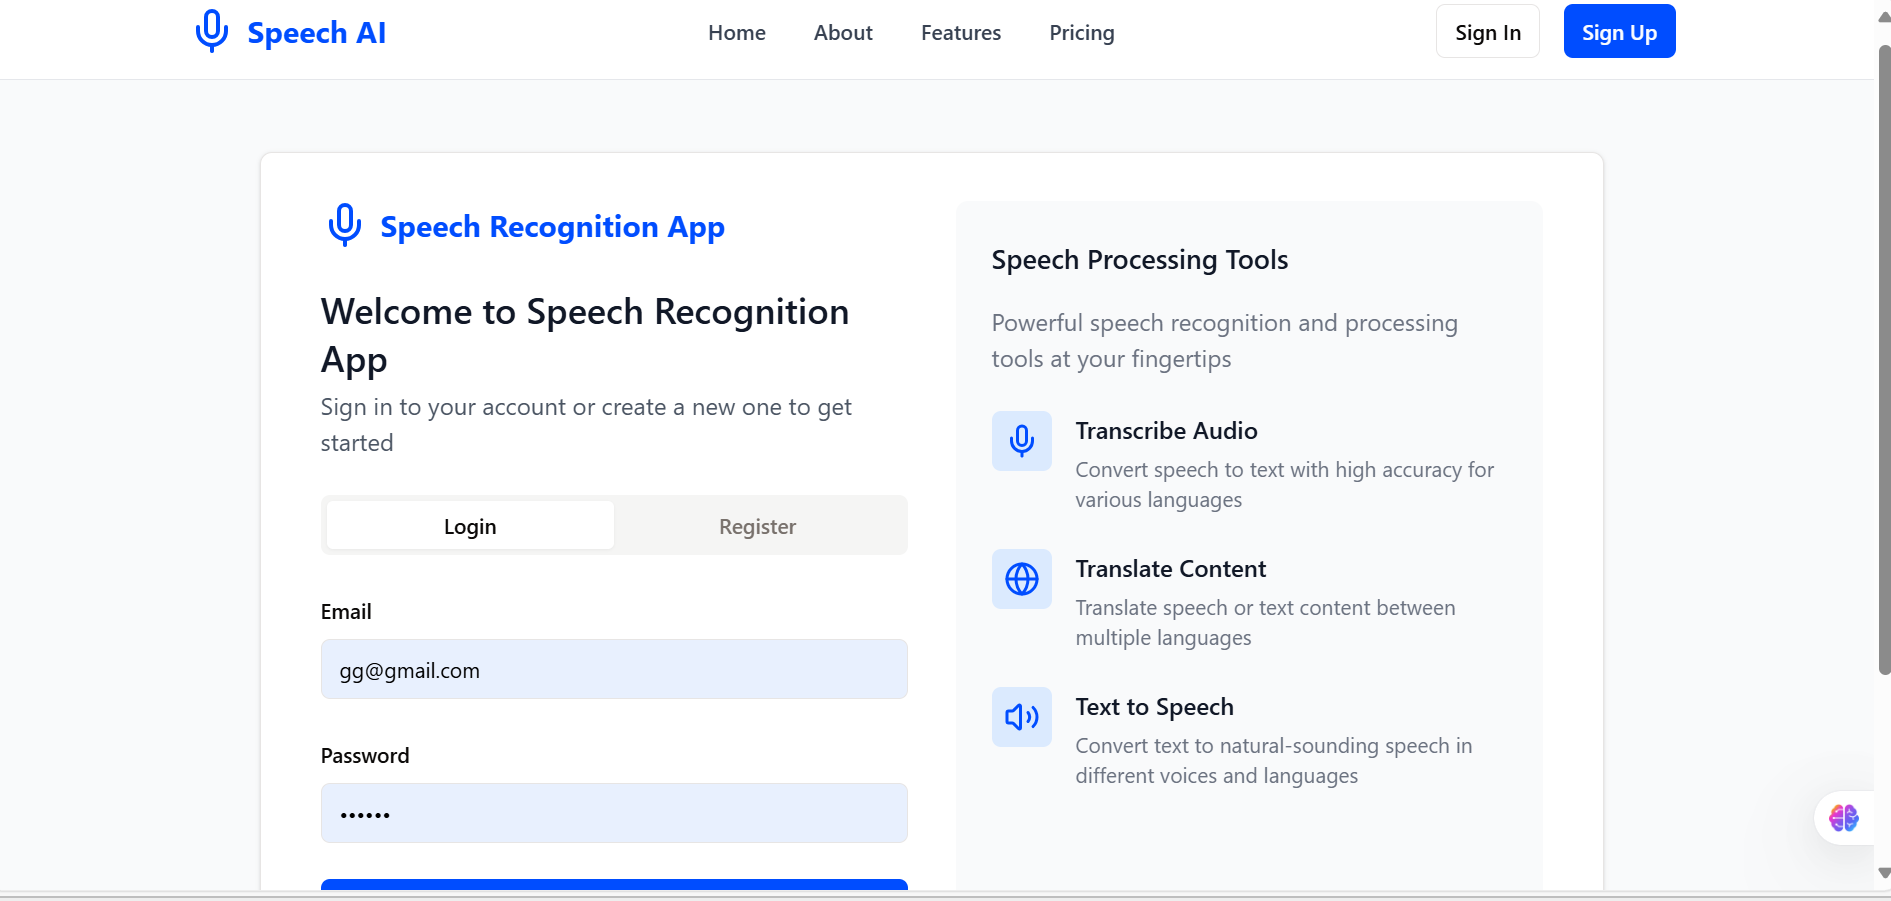 Speech AI
Home
About
Features
Pricing
Sign In
Sign Up
Speech Recognition App
Welcome to Speech Recognition
App
Sign in to your account or create a new one to get
started
Login
Register
Email
gg@gmail.com
Password
••••••
Speech Processing Tools
Powerful speech recognition and processing
tools at your fingertips
Transcribe Audio
Convert speech to text with high accuracy for
various languages
Translate Content
Translate speech or text content between
multiple languages
Text to Speech
Convert text to natural-sounding speech in
different voices and languages